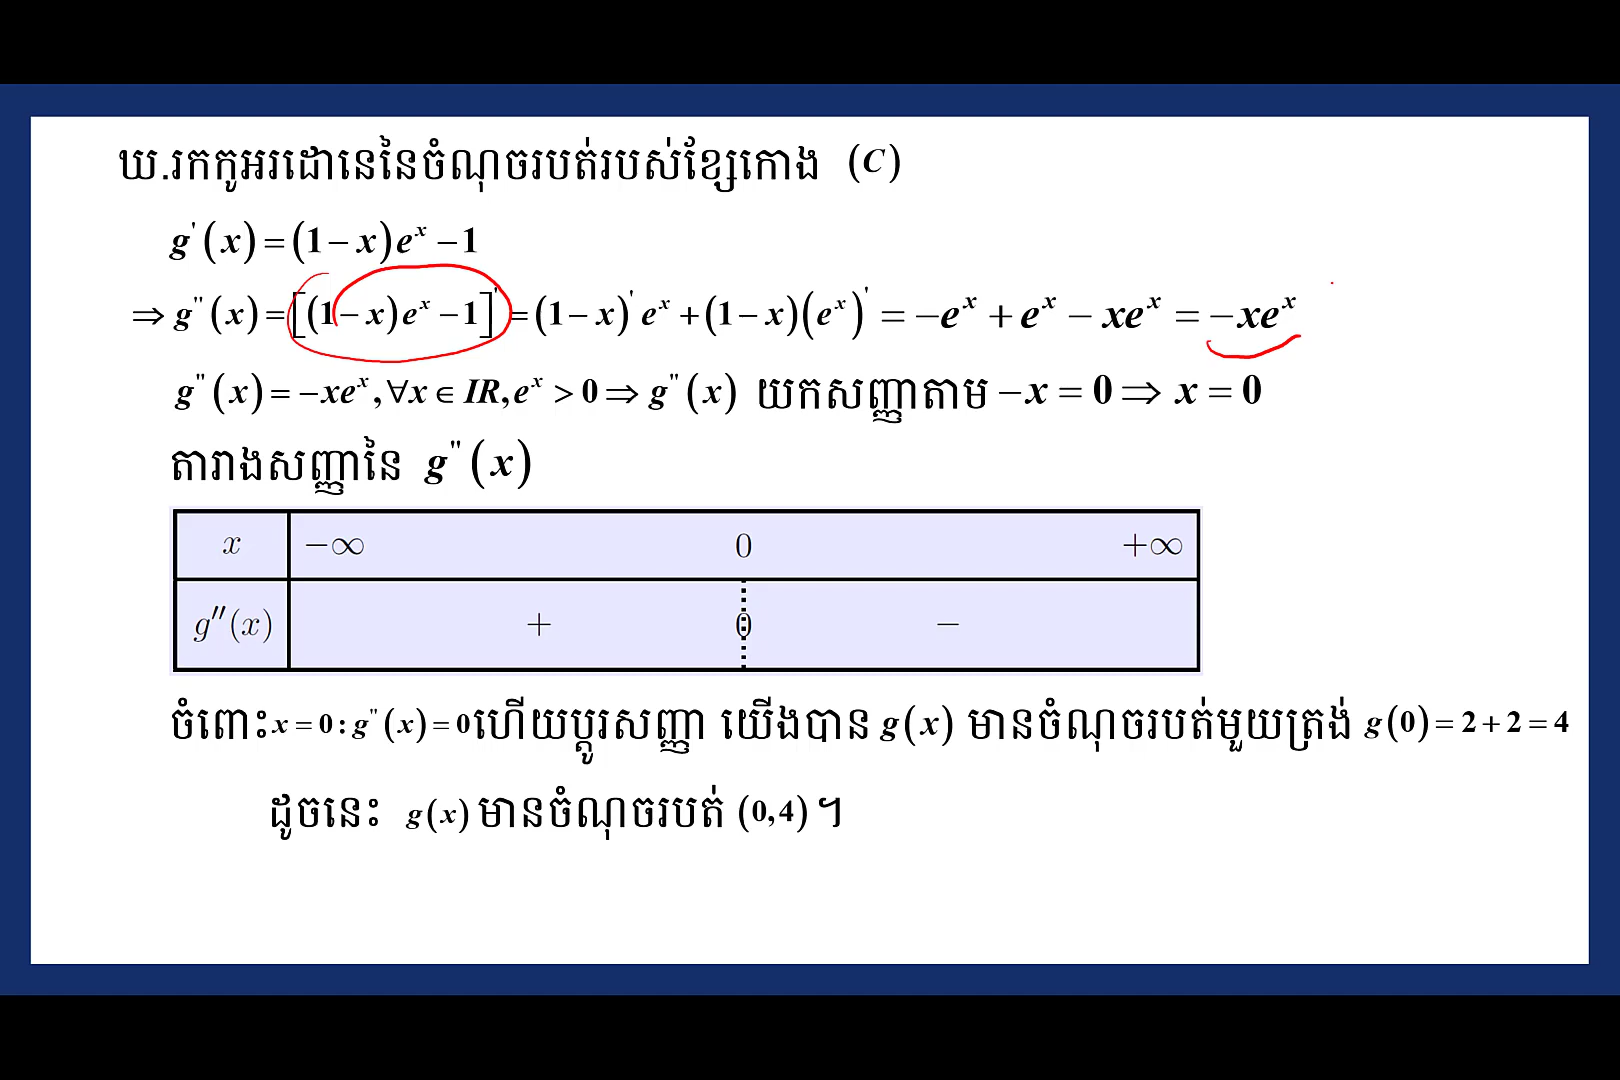 ឃ.រកកូអរដោនេនៃចំណុចរបត់របស់ខ្សែកោង (C)
g'(x)=(1−x)eˣ−1
⇒g"(x)=[(1−x)eˣ−1]'=(1−x)'eˣ+(1−x)(eˣ)'=−eˣ+eˣ−xeˣ=−xeˣ
g"(x)=−xeˣ,∀x∈IR,eˣ>0⇒g"(x) យកសញ្ញាតាម −x=0⇒x=0
តារាងសញ្ញានៃ g"(x)
x −∞ 0 +∞
g″(x) + 0 −
ចំពោះ x=0:g"(x)=0 ហើយប្តូរសញ្ញា យើងបាន g(x) មានចំណុចរបត់មួយត្រង់ g(0)=2+2=4
ដូចនេះ g(x) មានចំណុចរបត់ (0,4)។